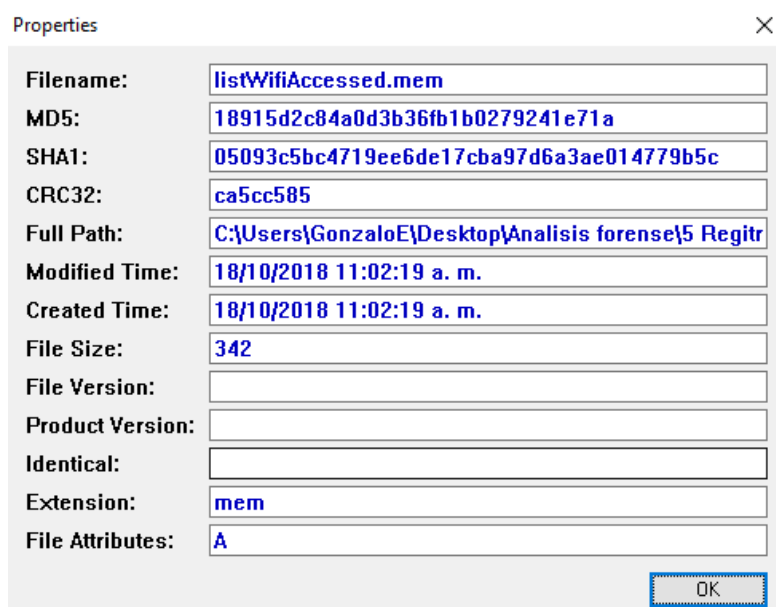 Properties
Filename: listWifiAccessed.mem
MD5: 18915d2c84a0d3b36fb1b0279241e71a
SHA1: 05093c5bc4719ee6de17cba97d6a3ae014779b5c
CRC32: ca5cc585
Full Path: C:\Users\GonzaloE\Desktop\Analisis forense\5 Regitr
Modified Time: 18/10/2018 11:02:19 a. m.
Created Time: 18/10/2018 11:02:19 a. m.
File Size: 342
File Version:
Product Version:
Identical:
Extension: mem
File Attributes: A
OK